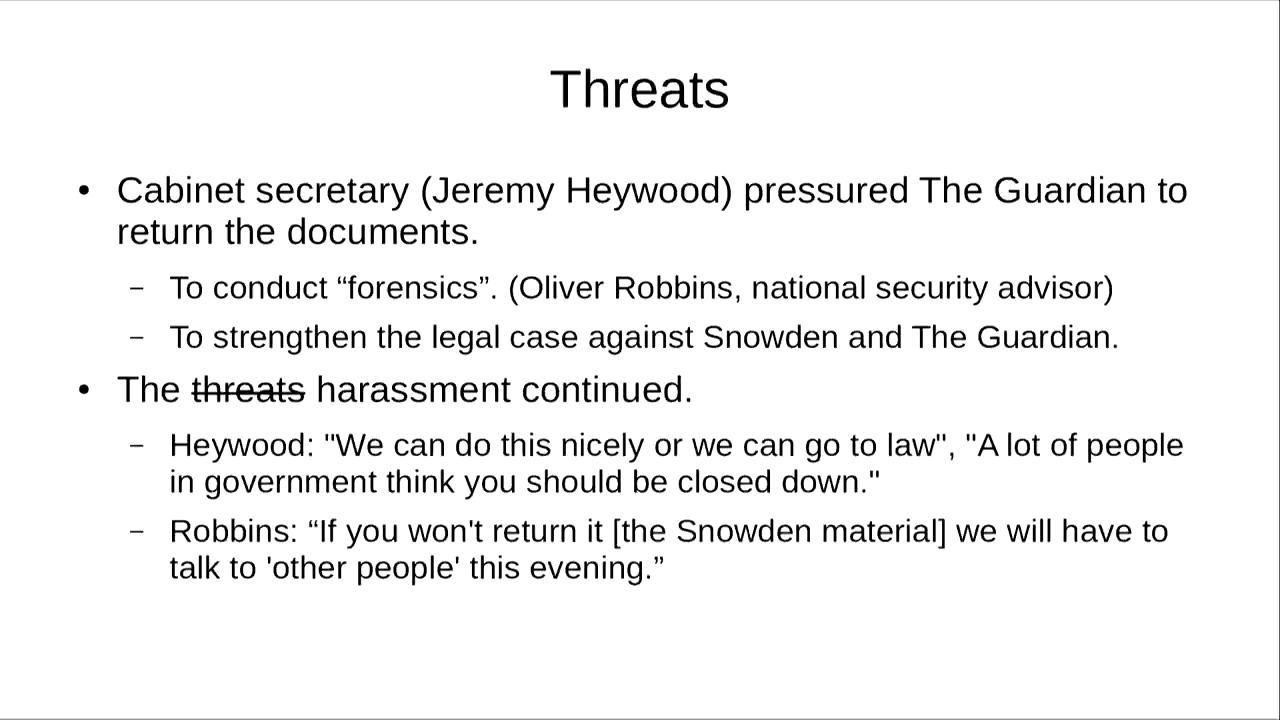 Threats
• Cabinet secretary (Jeremy Heywood) pressured The Guardian to
return the documents.
– To conduct “forensics”. (Oliver Robbins, national security advisor)
– To strengthen the legal case against Snowden and The Guardian.
• The threats harassment continued.
– Heywood: "We can do this nicely or we can go to law", "A lot of people
in government think you should be closed down."
– Robbins: “If you won't return it [the Snowden material] we will have to
talk to 'other people' this evening.”